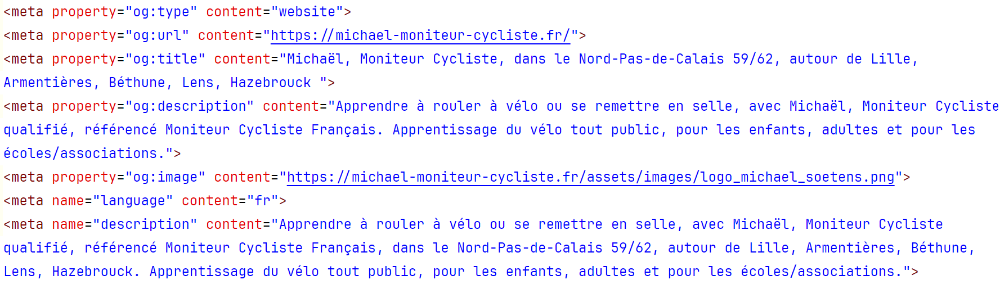 <meta property="og:type" content="website">
<meta property="og:url" content="https://michael-moniteur-cycliste.fr/">
<meta property="og:title" content="Michaël, Moniteur Cycliste, dans le Nord-Pas-de-Calais 59/62, autour de Lille,
Armentières, Béthune, Lens, Hazebrouck ">
<meta property="og:description" content="Apprendre à rouler à vélo ou se remettre en selle, avec Michaël, Moniteur Cycliste
qualifié, référencé Moniteur Cycliste Français. Apprentissage du vélo tout public, pour les enfants, adultes et pour les
écoles/associations.">
<meta property="og:image" content="https://michael-moniteur-cycliste.fr/assets/images/logo_michael_soetens.png">
<meta name="language" content="fr">
<meta name="description" content="Apprendre à rouler à vélo ou se remettre en selle, avec Michaël, Moniteur Cycliste
qualifié, référencé Moniteur Cycliste Français, dans le Nord-Pas-de-Calais 59/62, autour de Lille, Armentières, Béthune,
Lens, Hazebrouck. Apprentissage du vélo tout public, pour les enfants, adultes et pour les écoles/associations.">